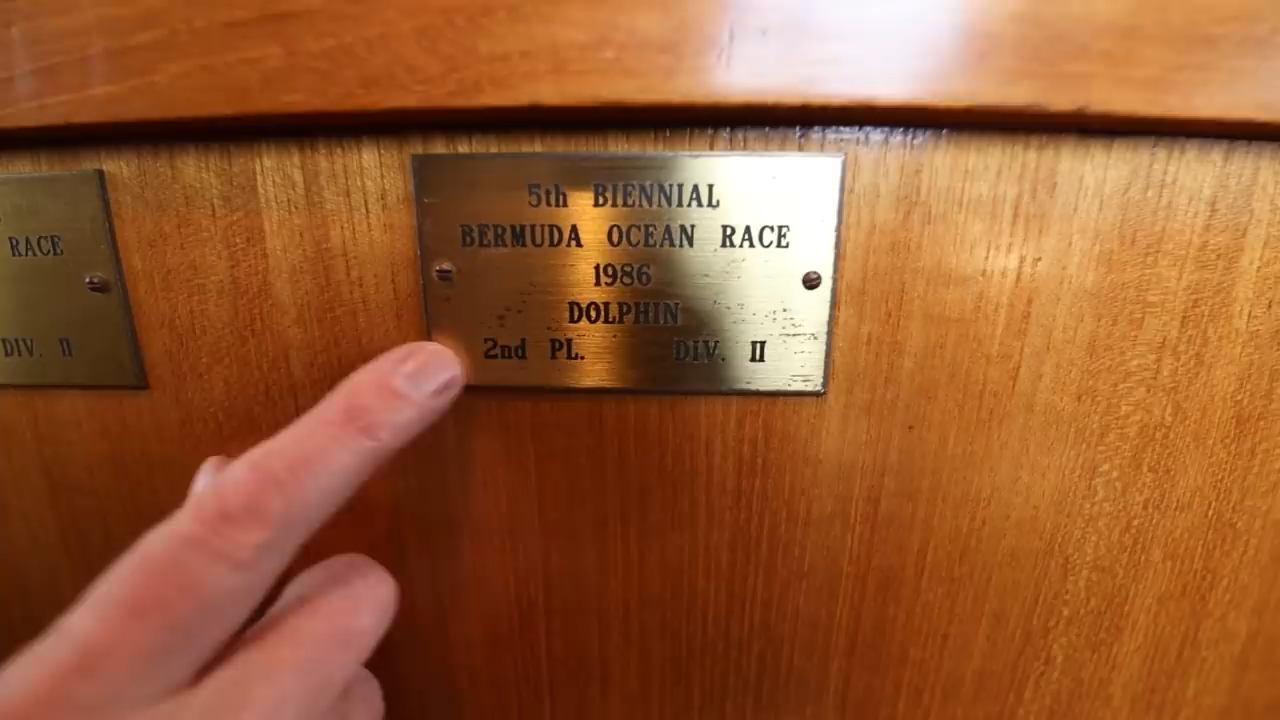 RACE
DIV. II
5th BIENNIAL
BERMUDA OCEAN RACE
1986
DOLPHIN
2nd PL. DIV. II